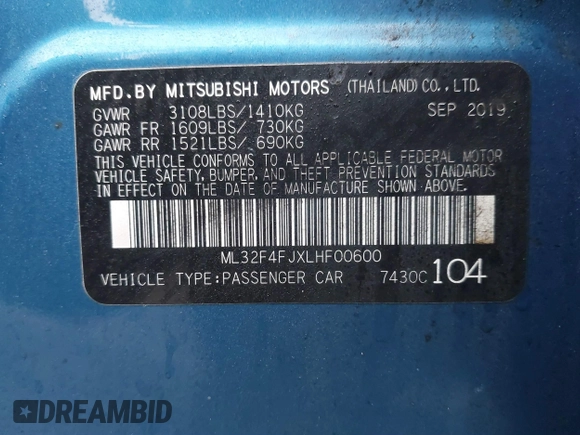 MFD. BY MITSUBISHI MOTORS (THAILAND) CO., LTD.
GVWR 3108LBS/1410KG SEP 2019
GAWR FR 1609LBS/ 730KG
GAWR RR 1521LBS/ 690KG
THIS VEHICLE CONFORMS TO ALL APPLICABLE FEDERAL MOTOR
VEHICLE SAFETY, BUMPER, AND THEFT PREVENTION STANDARDS
IN EFFECT ON THE DATE OF MANUFACTURE SHOWN ABOVE.
ML32F4FJXLHF00600
VEHICLE TYPE:PASSENGER CAR 7430C 104
DREAMBID